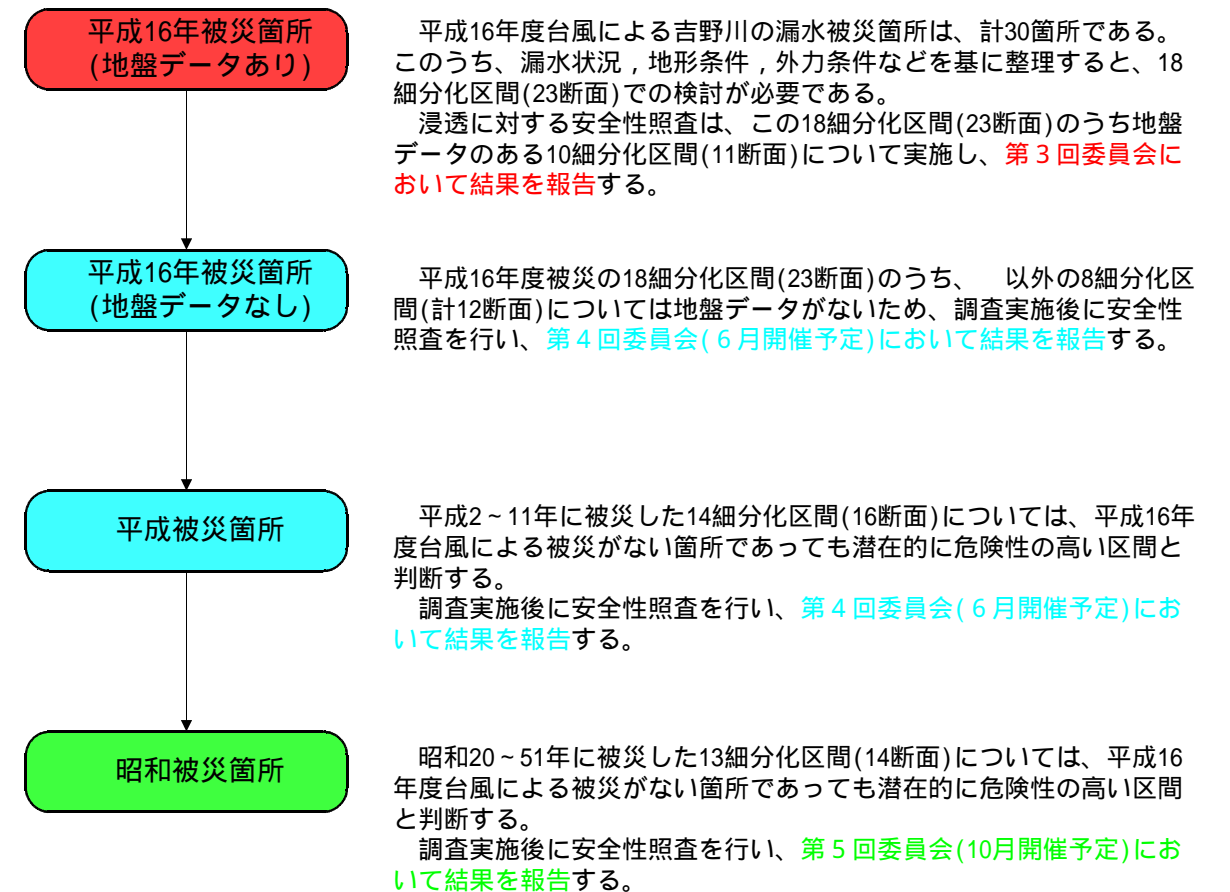 平成16年被災箇所
(地盤データあり)
平成16年度台風による吉野川の漏水被災箇所は、計30箇所である。
このうち、漏水状況，地形条件，外力条件などを基に整理すると、18
細分化区間(23断面)での検討が必要である。
浸透に対する安全性照査は、この18細分化区間(23断面)のうち地盤
データのある10細分化区間(11断面)について実施し、第３回委員会に
おいて結果を報告する。
平成16年被災箇所
(地盤データなし)
平成16年度被災の18細分化区間(23断面)のうち、　以外の8細分化区
間(計12断面)については地盤データがないため、調査実施後に安全性
照査を行い、第４回委員会(６月開催予定)において結果を報告する。
平成被災箇所
平成2～11年に被災した14細分化区間(16断面)については、平成16年
度台風による被災がない箇所であっても潜在的に危険性の高い区間と
判断する。
調査実施後に安全性照査を行い、第４回委員会(６月開催予定)にお
いて結果を報告する。
昭和被災箇所
昭和20～51年に被災した13細分化区間(14断面)については、平成16
年度台風による被災がない箇所であっても潜在的に危険性の高い区間
と判断する。
調査実施後に安全性照査を行い、第５回委員会(10月開催予定)にお
いて結果を報告する。